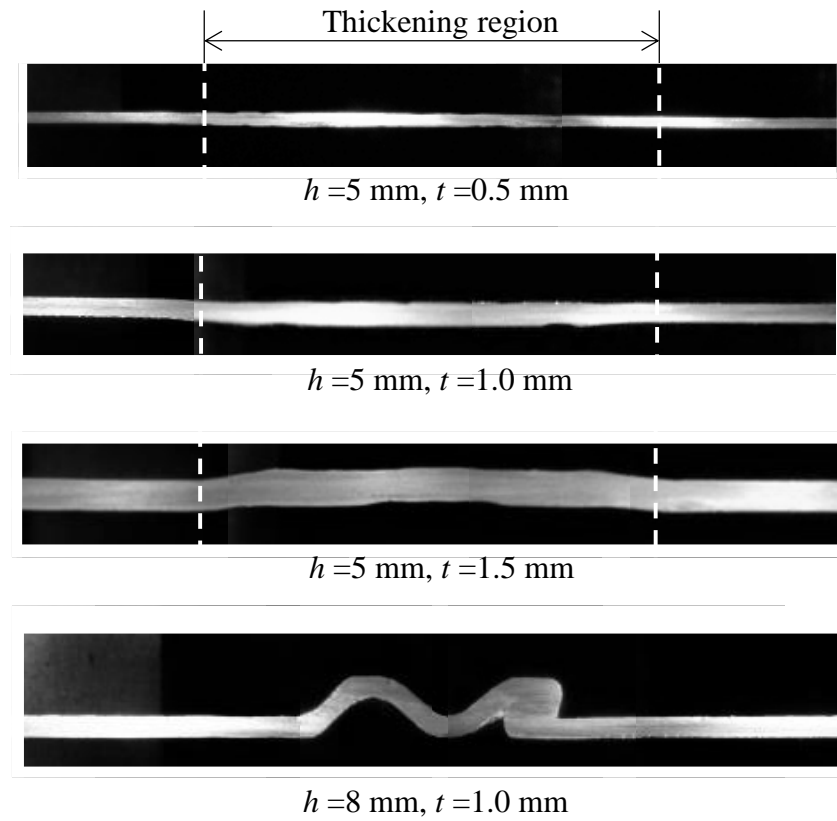 Thickening region
h =5 mm, t =0.5 mm
h =5 mm, t =1.0 mm
h =5 mm, t =1.5 mm
h =8 mm, t =1.0 mm